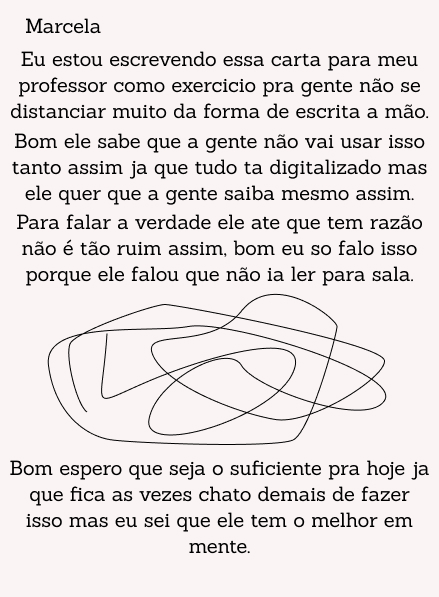 Marcela
Eu estou escrevendo essa carta para meu
professor como exercicio pra gente não se
distanciar muito da forma de escrita a mão.
Bom ele sabe que a gente não vai usar isso
tanto assim ja que tudo ta digitalizado mas
ele quer que a gente saiba mesmo assim.
Para falar a verdade ele ate que tem razão
não é tão ruim assim, bom eu so falo isso
porque ele falou que não ia ler para sala.
Bom espero que seja o suficiente pra hoje ja
que fica as vezes chato demais de fazer
isso mas eu sei que ele tem o melhor em
mente.